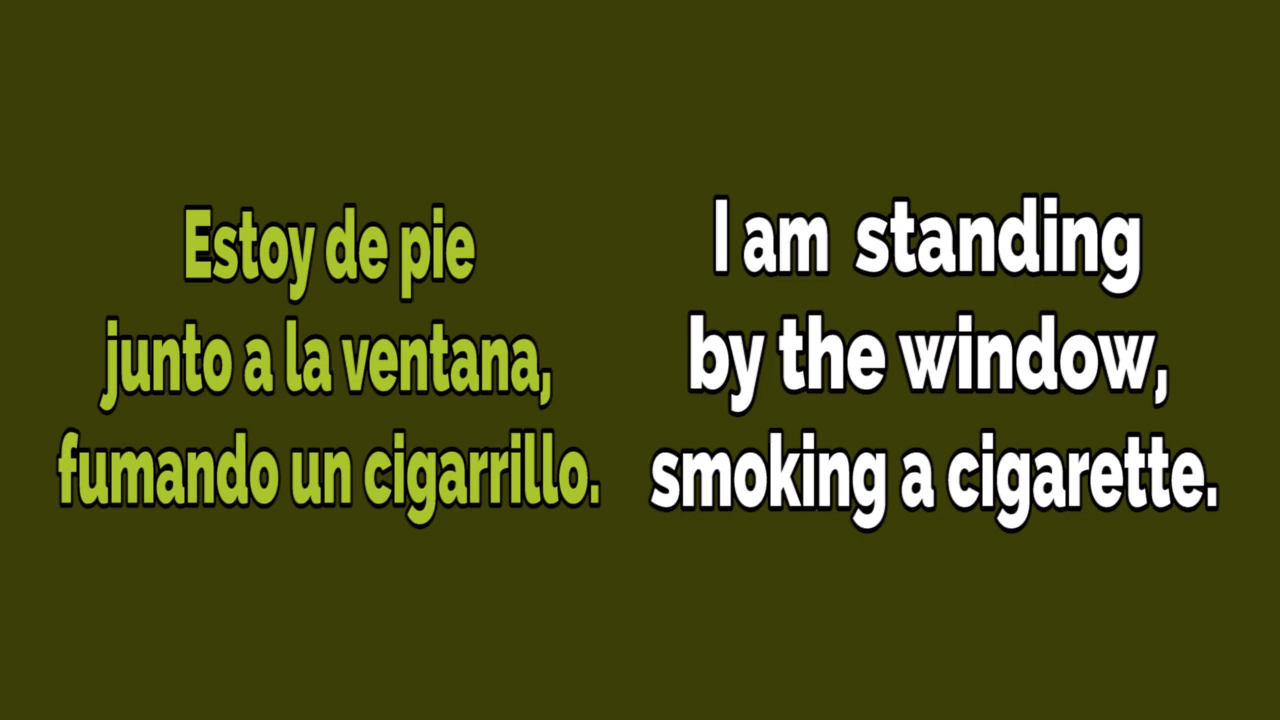 Estoy de pie
junto a la ventana,
fumando un cigarrillo.
I am standing
by the window,
smoking a cigarette.